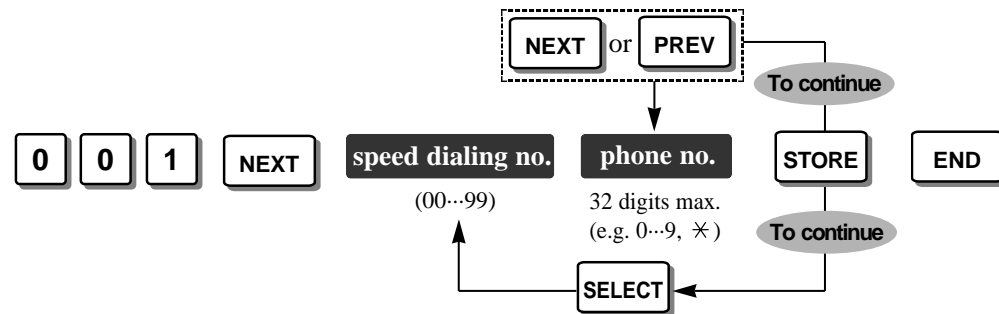 NEXT or PREV
To continue
0 0 1 NEXT speed dialing no. phone no. STORE END
(00···99)
32 digits max.
(e.g. 0···9, ✳)
To continue
SELECT